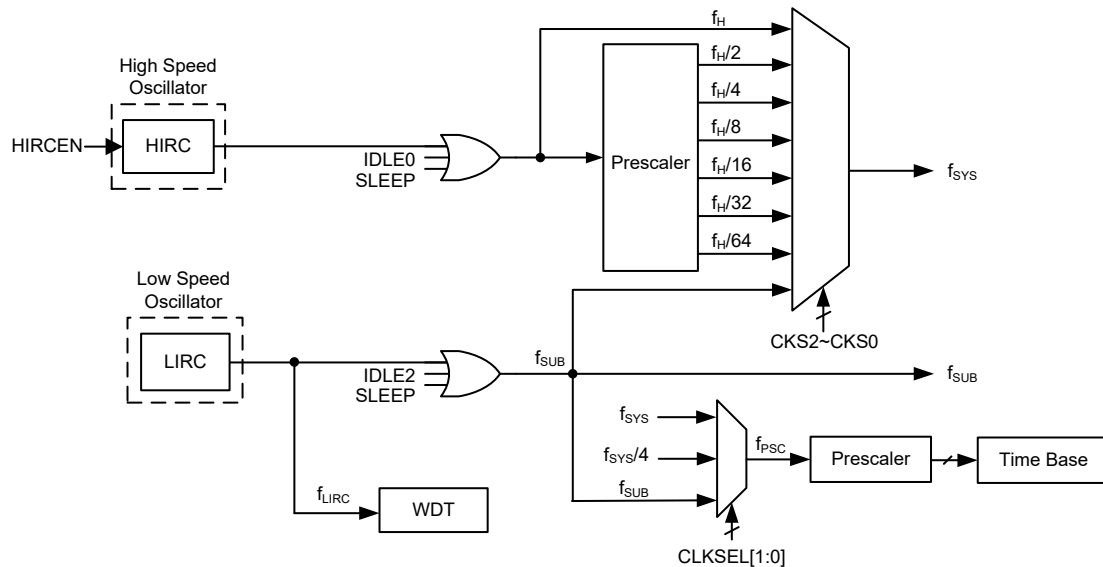 High Speed
Oscillator
HIRCEN
HIRC
IDLE0
SLEEP
Prescaler
fH
fH/2
fH/4
fH/8
fH/16
fH/32
fH/64
fSYS
CKS2~CKS0
Low Speed
Oscillator
LIRC
IDLE2
SLEEP
fSUB
fSUB
fLIRC
WDT
fSYS
fSYS/4
fSUB
fPSC
Prescaler
Time Base
CLKSEL[1:0]